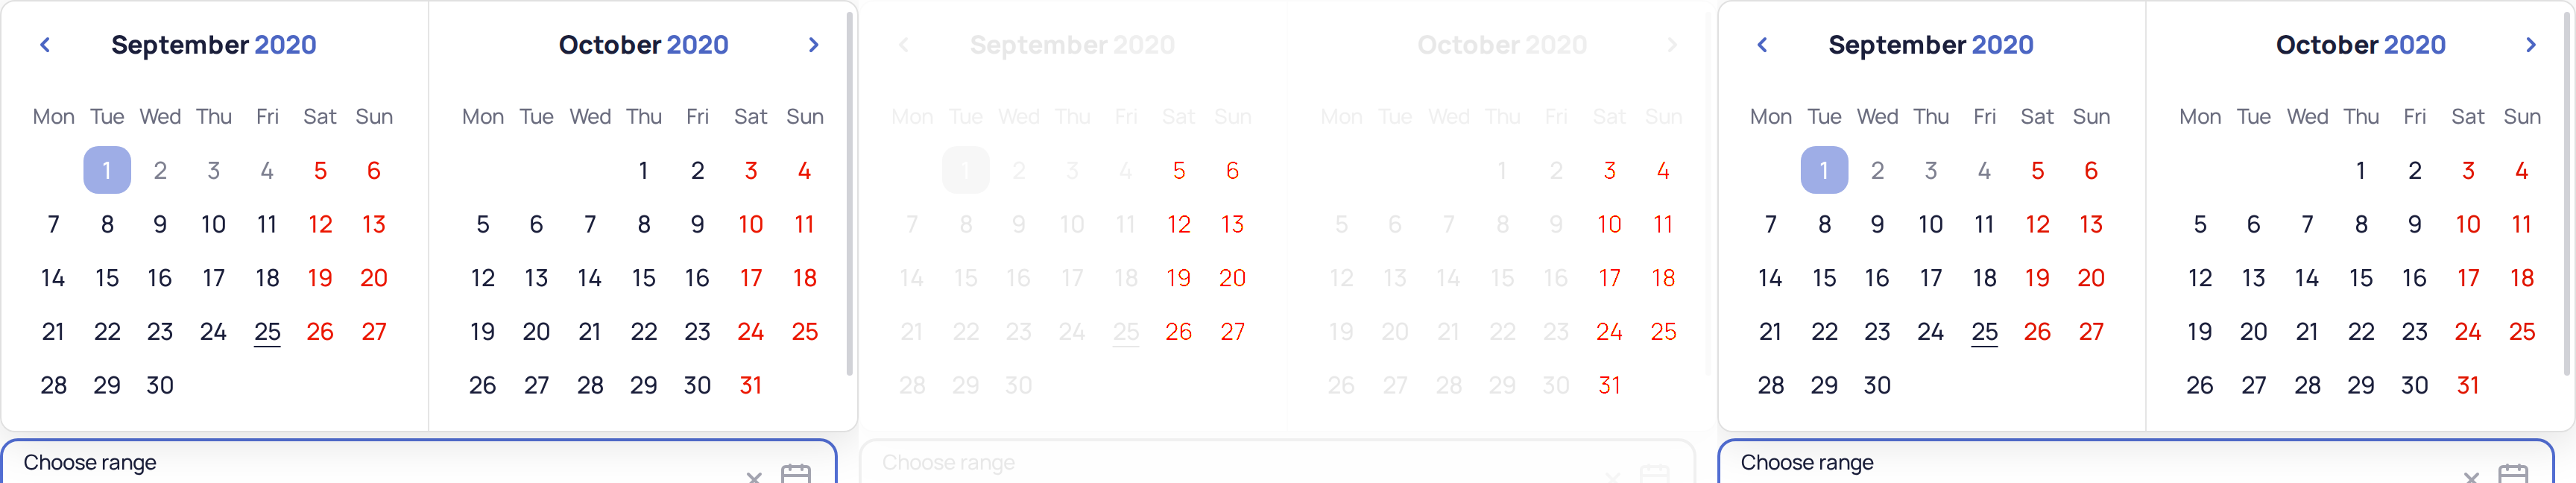 September 2020 October 2020 September 2020 October 2020 September 2020 October 2020
Mon Tue Wed Thu Fri Sat Sun Mon Tue Wed Thu Fri Sat Sun Mon Tue Wed Thu Fri Sat Sun Mon Tue Wed Thu Fri Sat Sun Mon Tue Wed Thu Fri Sat Sun Mon Tue Wed Thu Fri Sat Sun
1 2 3 4 5 6 1 2 3 4 1 2 3 4 5 6 1 2 3 4 1 2 3 4 5 6 1 2 3 4
7 8 9 10 11 12 13 5 6 7 8 9 10 11 7 8 9 10 11 12 13 5 6 7 8 9 10 11 7 8 9 10 11 12 13 5 6 7 8 9 10 11
14 15 16 17 18 19 20 12 13 14 15 16 17 18 14 15 16 17 18 19 20 12 13 14 15 16 17 18 14 15 16 17 18 19 20 12 13 14 15 16 17 18
21 22 23 24 25 26 27 19 20 21 22 23 24 25 21 22 23 24 25 26 27 19 20 21 22 23 24 25 21 22 23 24 25 26 27 19 20 21 22 23 24 25
28 29 30 26 27 28 29 30 31 28 29 30 26 27 28 29 30 31 28 29 30 26 27 28 29 30 31
Choose range Choose range Choose range